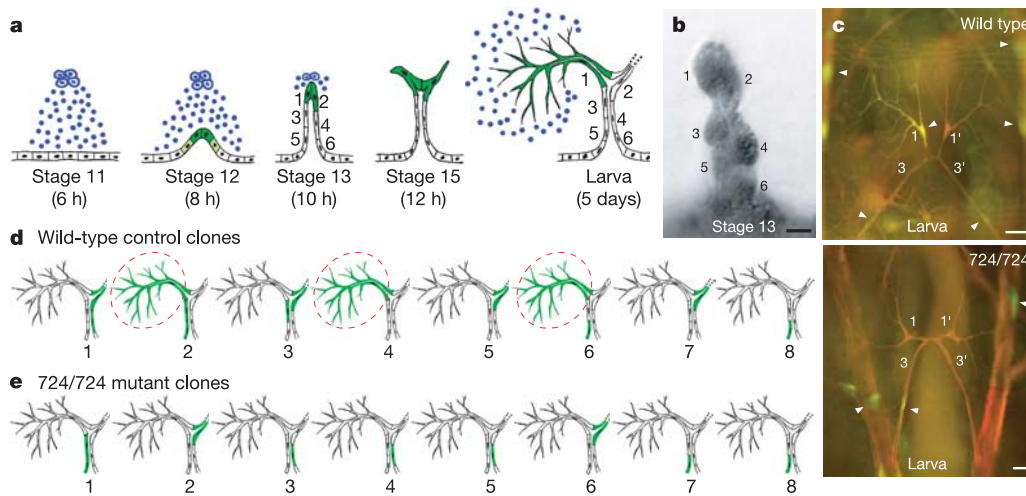 a
1 2
3 4
5 6
1 2
3 4
5 6
Stage 11
(6 h)
Stage 12
(8 h)
Stage 13
(10 h)
Stage 15
(12 h)
Larva
(5 days)
b
1
2
3
4
5
6
Stage 13
c
Wild type
1
1'
3
3'
Larva
724/724
1
1'
3
3'
Larva
d Wild-type control clones
1 2 3 4 5 6 7 8
e 724/724 mutant clones
1 2 3 4 5 6 7 8